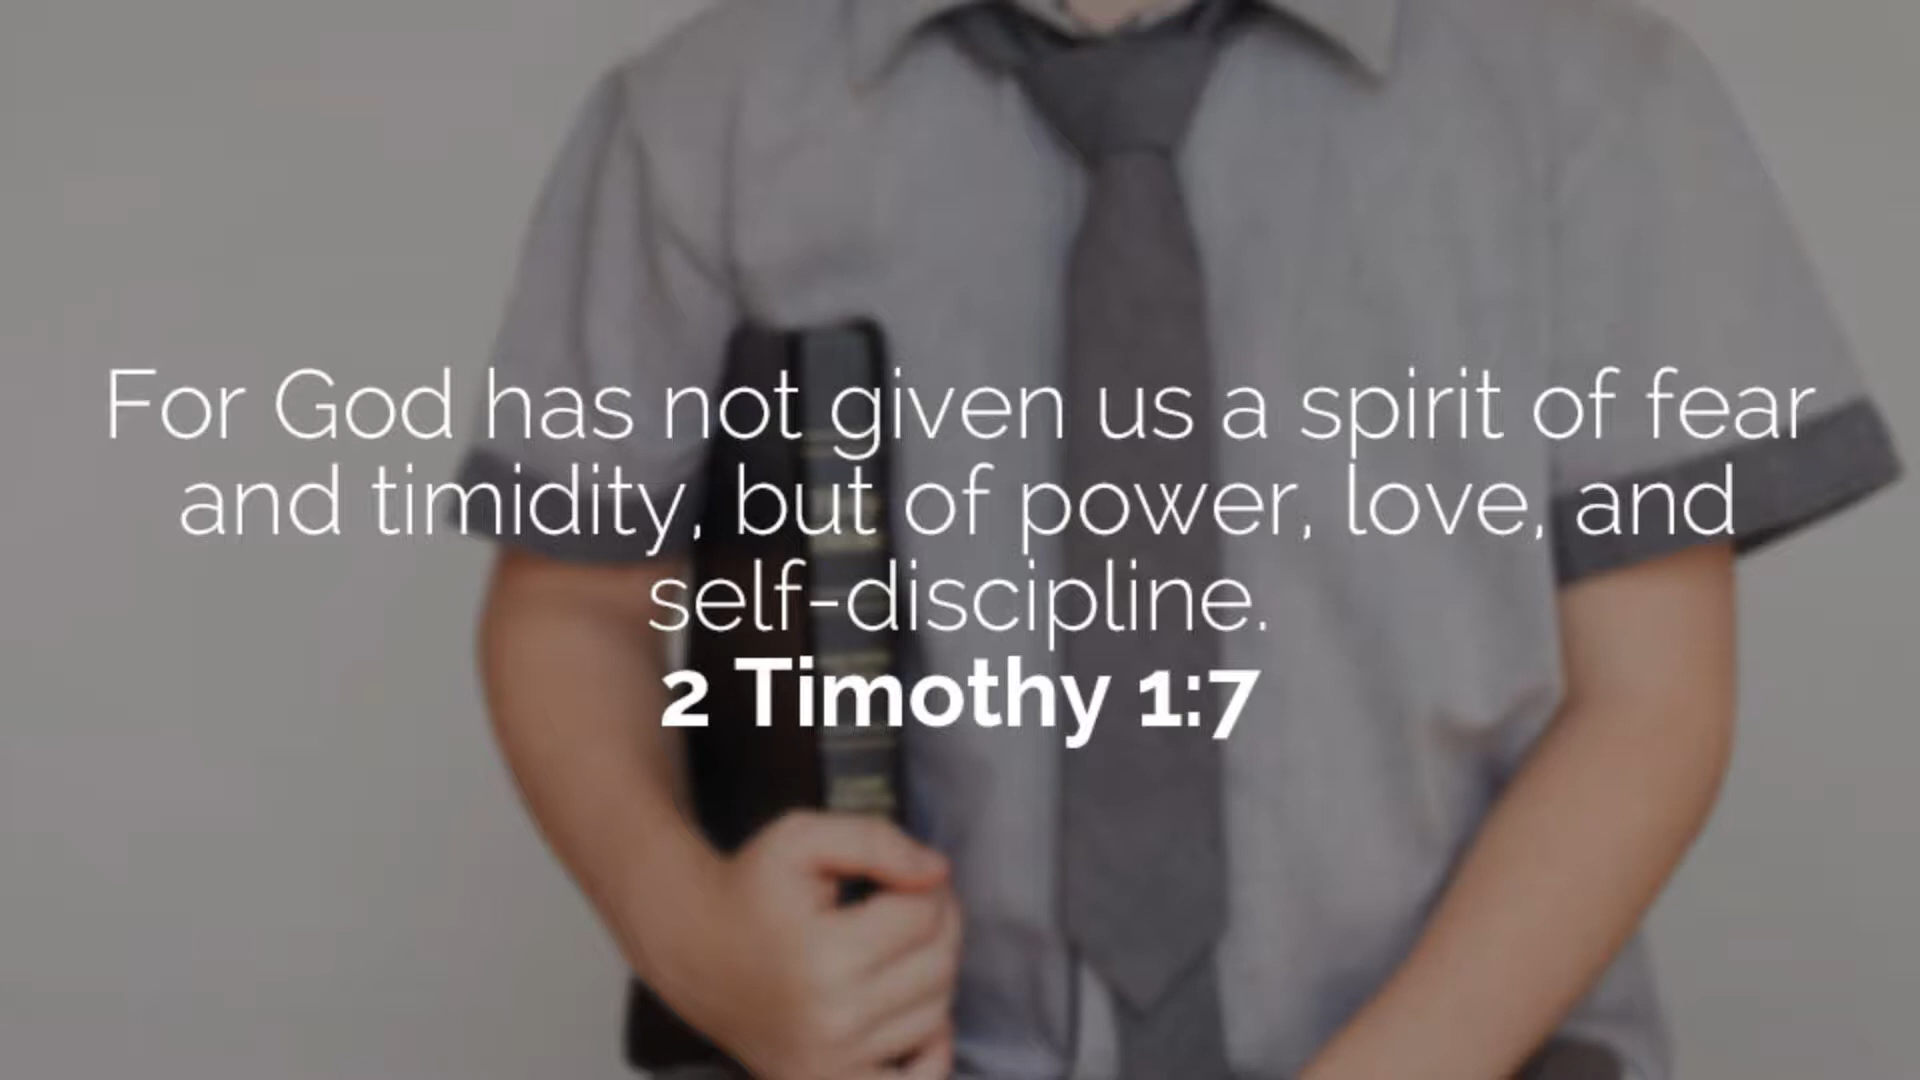 For God has not given us a spirit of fear
and timidity, but of power, love, and
self-discipline.
2 Timothy 1:7